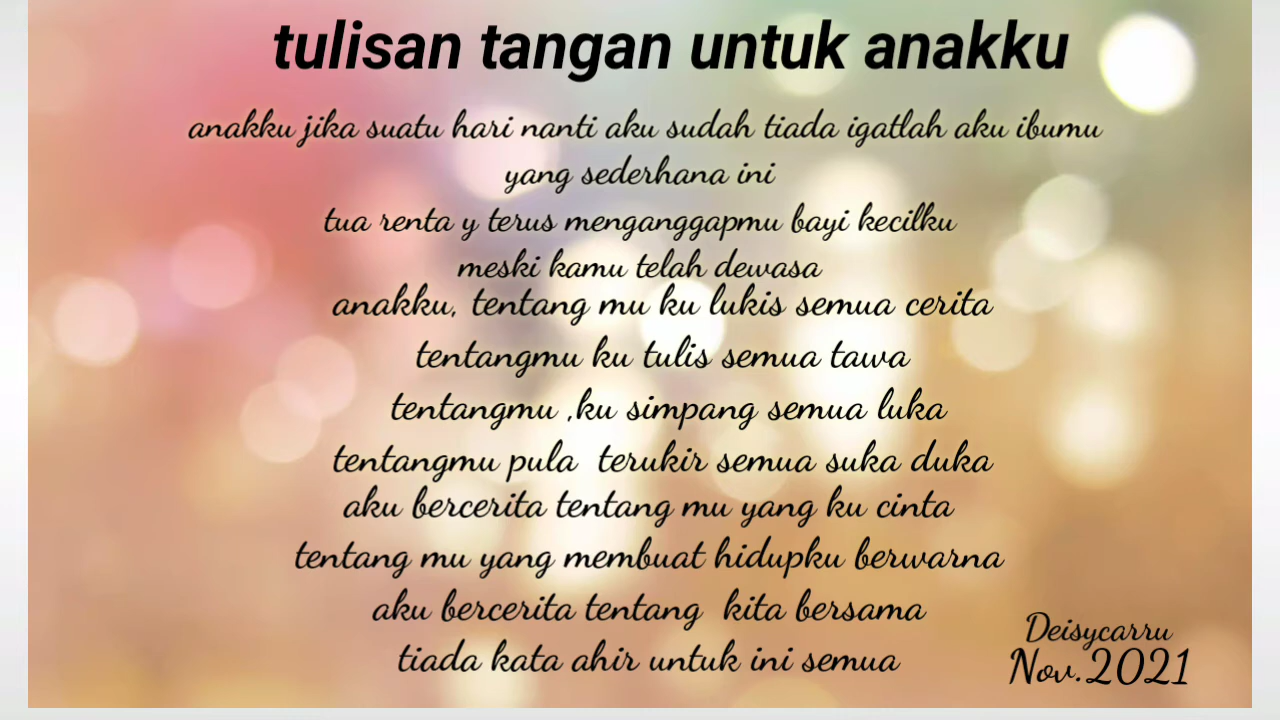 tulisan tangan untuk anakku
anakku jika suatu hari nanti aku sudah tiada igatlah aku ibumu
yang sederhana ini
tua renta y terus menganggapmu bayi kecilku
meski kamu telah dewasa
anakku, tentang mu ku lukis semua cerita
tentangmu ku tulis semua tawa
tentangmu ,ku simpang semua luka
tentangmu pula terukir semua suka duka
aku bercerita tentang mu yang ku cinta
tentang mu yang membuat hidupku berwarna
aku bercerita tentang kita bersama
tiada kata ahir untuk ini semua
Deisycarru
Nov.2021